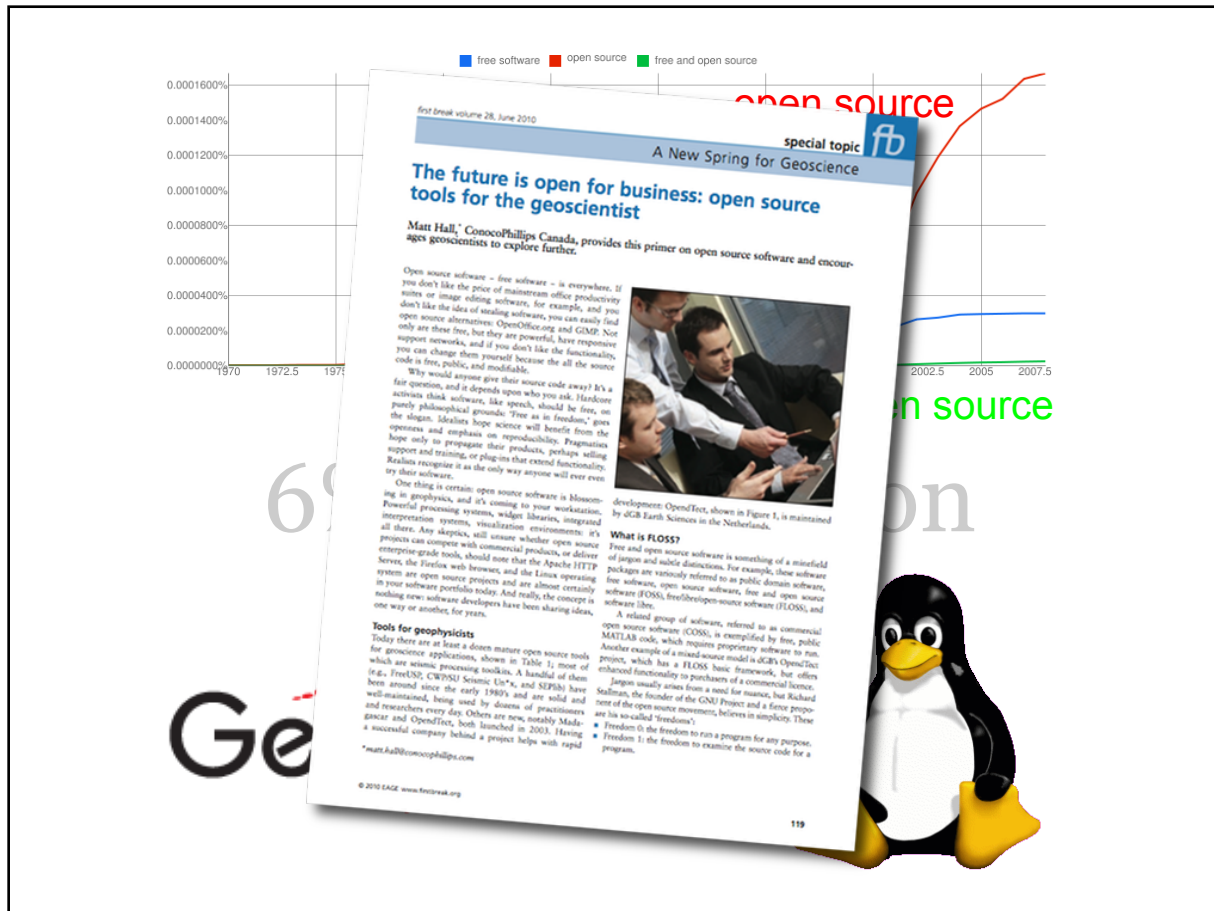 free software open source free and open source
0.0001600%
0.0001400%
0.0001200%
0.0001000%
0.0000800%
0.0000600%
0.0000400%
0.0000200%
0.0000000%
1970 1972.5 1975 2002.5 2005 2007.5
open source
n source
6
on
Ge
first break volume 28, June 2010
special topic fb
A New Spring for Geoscience
The future is open for business: open source
tools for the geoscientist
Matt Hall,* ConocoPhillips Canada, provides this primer on open source software and encour-
ages geoscientists to explore further.
Open source software – free software – is everywhere. If
you don't like the price of mainstream office productivity
suites or image editing software, for example, and you
don't like the idea of stealing software, you can easily find
open source alternatives: OpenOffice.org and GIMP. Not
only are these free, but they are powerful, have responsive
support networks, and if you don't like the functionality,
you can change them yourself because the all the source
code is free, public, and modifiable.
Why would anyone give their source code away? It's a
fair question, and it depends upon who you ask. Hardcore
activists think software, like speech, should be free, on
purely philosophical grounds: 'Free as in freedom,' goes
the slogan. Idealists hope science will benefit from the
openness and emphasis on reproducibility. Pragmatists
hope only to propagate their products, perhaps selling
support and training, or plug-ins that extend functionality.
Realists recognize it as the only way anyone will ever even
try their software.
One thing is certain: open source software is blossom-
ing in geophysics, and it's coming to your workstation.
Powerful processing systems, widget libraries, integrated
interpretation systems, visualization environments: it's
all there. Any skeptics, still unsure whether open source
projects can compete with commercial products, or deliver
enterprise-grade tools, should note that the Apache HTTP
Server, the Firefox web browser, and the Linux operating
system are open source projects and are almost certainly
in your software portfolio today. And really, the concept is
nothing new: software developers have been sharing ideas,
one way or another, for years.
Tools for geophysicists
Today there are at least a dozen mature open source tools
for geoscience applications, shown in Table 1; most of
which are seismic processing toolkits. A handful of them
(e.g., FreeUSP, CWP/SU Seismic Un*x, and SEPlib) have
been around since the early 1980's and are solid and
well-maintained, being used by dozens of practitioners
and researchers every day. Others are new, notably Mada-
gascar and OpendTect, both launched in 2003. Having
a successful company behind a project helps with rapid
*matt.hall@conocophillips.com
development: OpendTect, shown in Figure 1, is maintained
by dGB Earth Sciences in the Netherlands.
What is FLOSS?
Free and open source software is something of a minefield
of jargon and subtle distinctions. For example, these software
packages are variously referred to as public domain software,
free software, open source software, free and open source
software (FOSS), free/libre/open-source software (FLOSS), and
software libre.
A related group of software, referred to as commercial
open source software (COSS), is exemplified by free, public
MATLAB code, which requires proprietary software to run.
Another example of a mixed-source model is dGB's OpendTect
project, which has a FLOSS basic framework, but offers
enhanced functionality to purchasers of a commercial licence.
Jargon usually arises from a need for nuance, but Richard
Stallman, the founder of the GNU Project and a fierce propo-
nent of the open source movement, believes in simplicity. These
are his so-called 'freedoms':
Freedom 0: the freedom to run a program for any purpose.
Freedom 1: the freedom to examine the source code for a
program.
© 2010 EAGE www.firstbreak.org
119